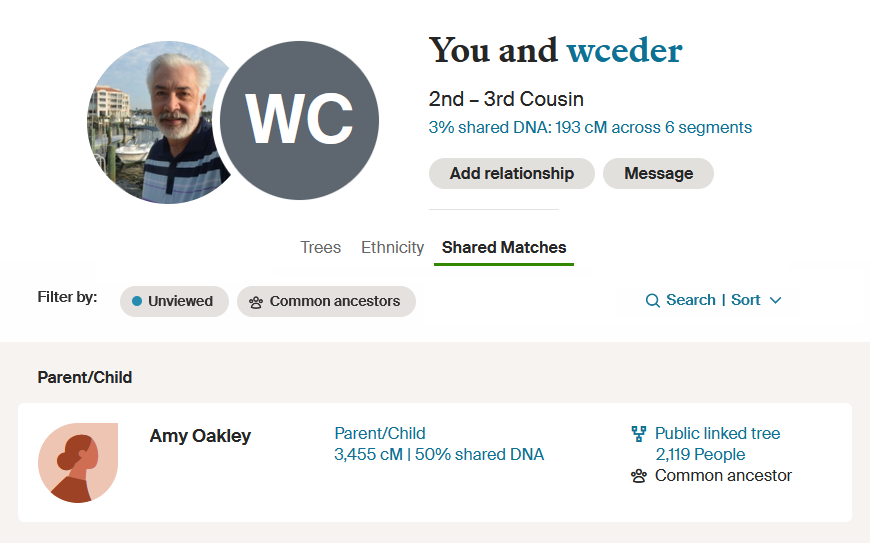 You and wceder
2nd – 3rd Cousin
3% shared DNA: 193 cM across 6 segments
WC
Add relationship
Message
Trees
Ethnicity
Shared Matches
Filter by:
Unviewed
Common ancestors
Search | Sort
Parent/Child
Amy Oakley
Parent/Child
3,455 cM | 50% shared DNA
Public linked tree
2,119 People
Common ancestor